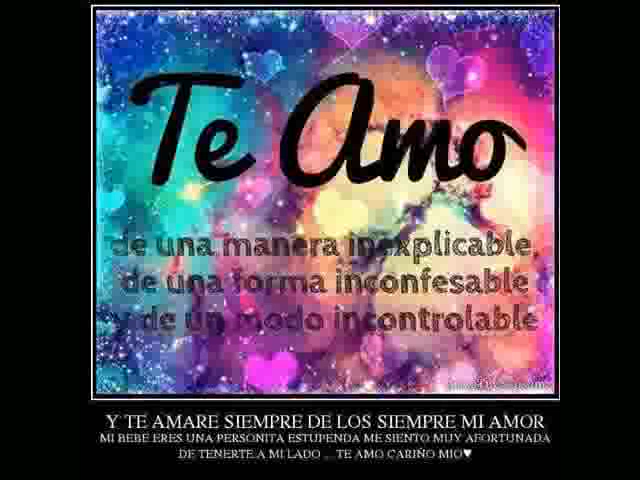 Te Amo
de una manera inexplicable,
de una forma inconfesable
y de un modo incontrolable
Y TE AMARE SIEMPRE DE LOS SIEMPRE MI AMOR
MI BEBE ERES UNA PERSONITA ESTUPENDA ME SIENTO MUY AFORTUNADA
DE TENERTE A MI LADO ... TE AMO CARIÑO MIO♥